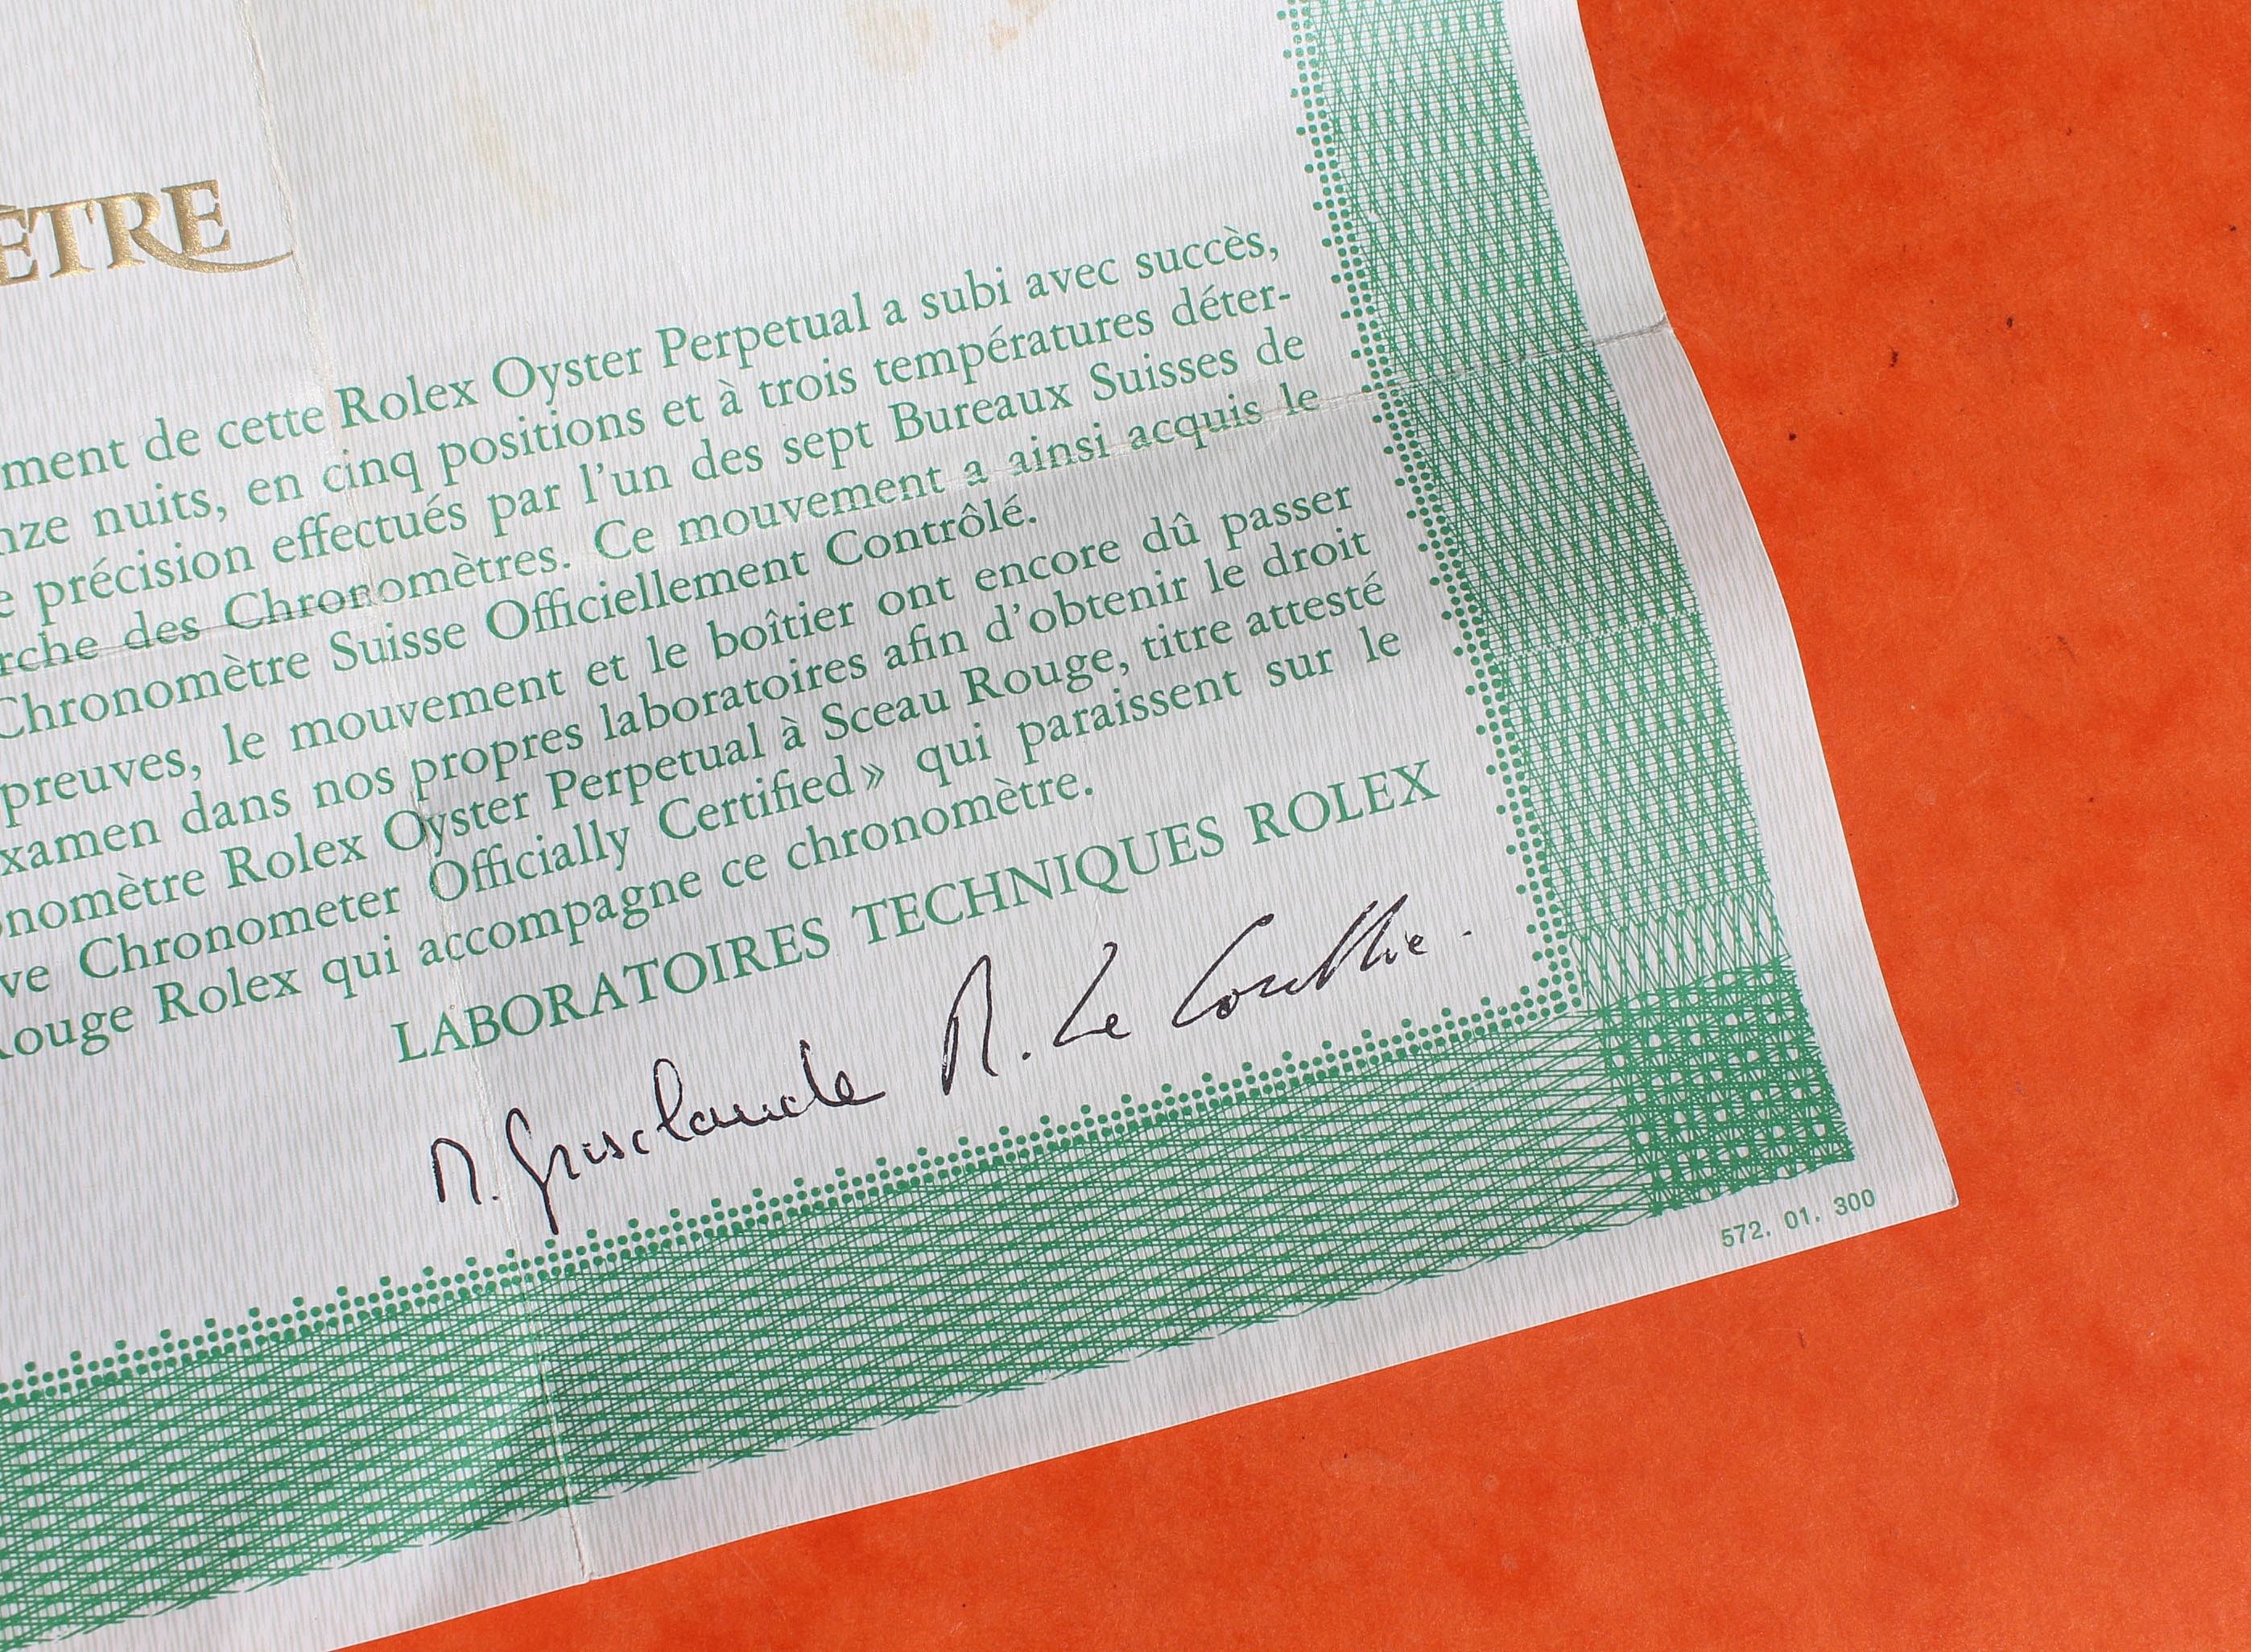 ÈTRE
ment de cette Rolex Oyster Perpetual a subi avec succès,
nze nuits, en cinq positions et à trois températures déter-
e précision effectués par l'un des sept Bureaux Suisses de
rche des Chronomètres. Ce mouvement a ainsi acquis le
Chronomètre Suisse Officiellement Contrôlé.
preuves, le mouvement et le boîtier ont encore dû passer
xamen dans nos propres laboratoires afin d'obtenir le droit
nomètre Rolex Oyster Perpetual à Sceau Rouge, titre attesté
ve Chronometer Officially Certified» qui paraissent sur le
Rouge Rolex qui accompagne ce chronomètre.
LABORATOIRES TECHNIQUES ROLEX
R. Le
572. 01. 300